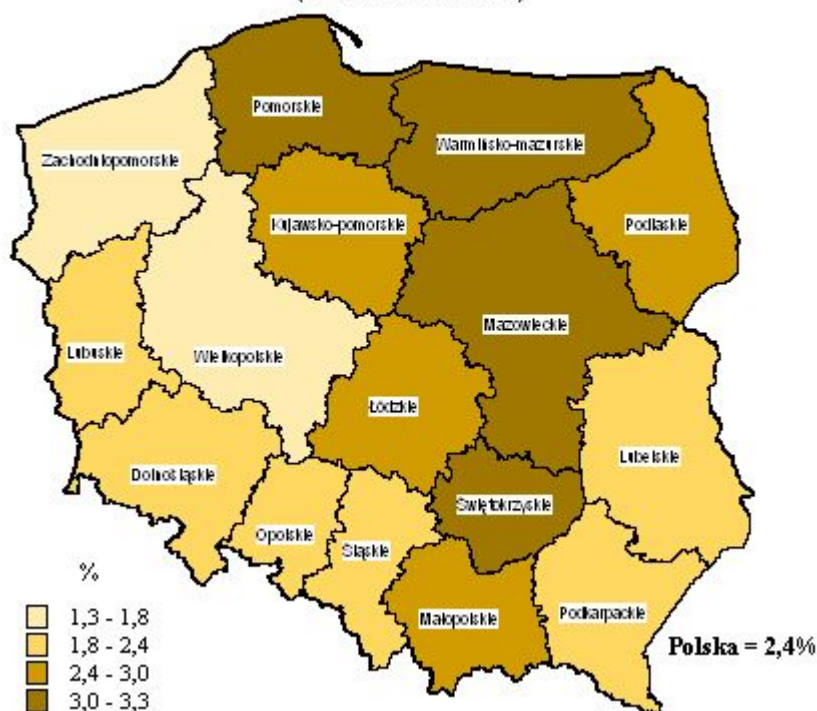 Pomorskie
Warmińsko-mazurskie
Zachodniopomorskie
Kujawsko-pomorskie
Podlaskie
Mazowieckie
Lubuskie
Wielkopolskie
Łódzkie
Lubelskie
Dolnośląskie
Świętokrzyskie
Opolskie
Śląskie
Małopolskie
Podkarpackie
Polska = 2,4%
%
1,3 - 1,8
1,8 - 2,4
2,4 - 3,0
3,0 - 3,3